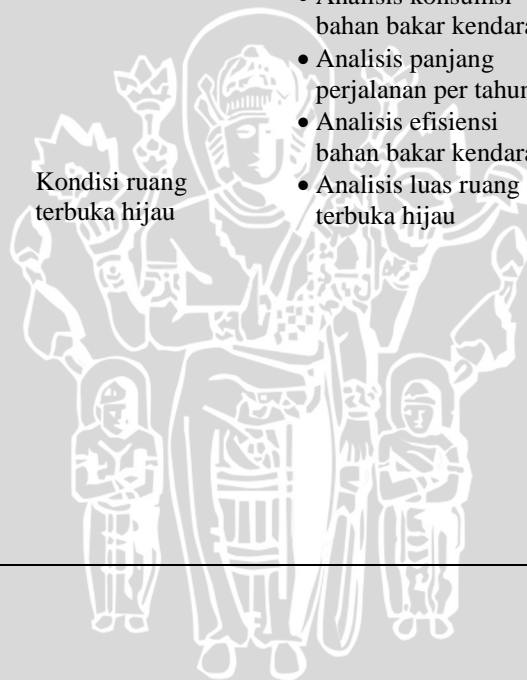 bahan bakar kendara
• Analisis panjang
perjalanan per tahun
• Analisis efisiensi
bahan bakar kendara
Kondisi ruang
terbuka hijau
• Analisis luas ruang
terbuka hijau